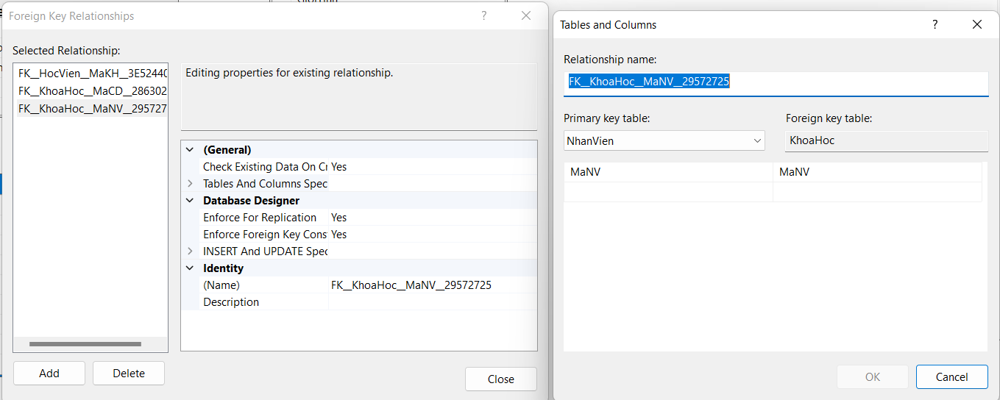 Foreign Key Relationships
?
Selected Relationship:
FK__HocVien__MaKH__3E5244
FK__KhoaHoc__MaCD__286302
FK__KhoaHoc__MaNV__295727
Editing properties for existing relationship.
(General)
Check Existing Data On Cr Yes
Tables And Columns Spec
Database Designer
Enforce For Replication Yes
Enforce Foreign Key Cons Yes
INSERT And UPDATE Spec
Identity
(Name) FK__KhoaHoc__MaNV__29572725
Description
Add
Delete
Close
Tables and Columns
?
Relationship name:
FK__KhoaHoc__MaNV__29572725
Primary key table:
Foreign key table:
NhanVien
KhoaHoc
MaNV
MaNV
OK
Cancel